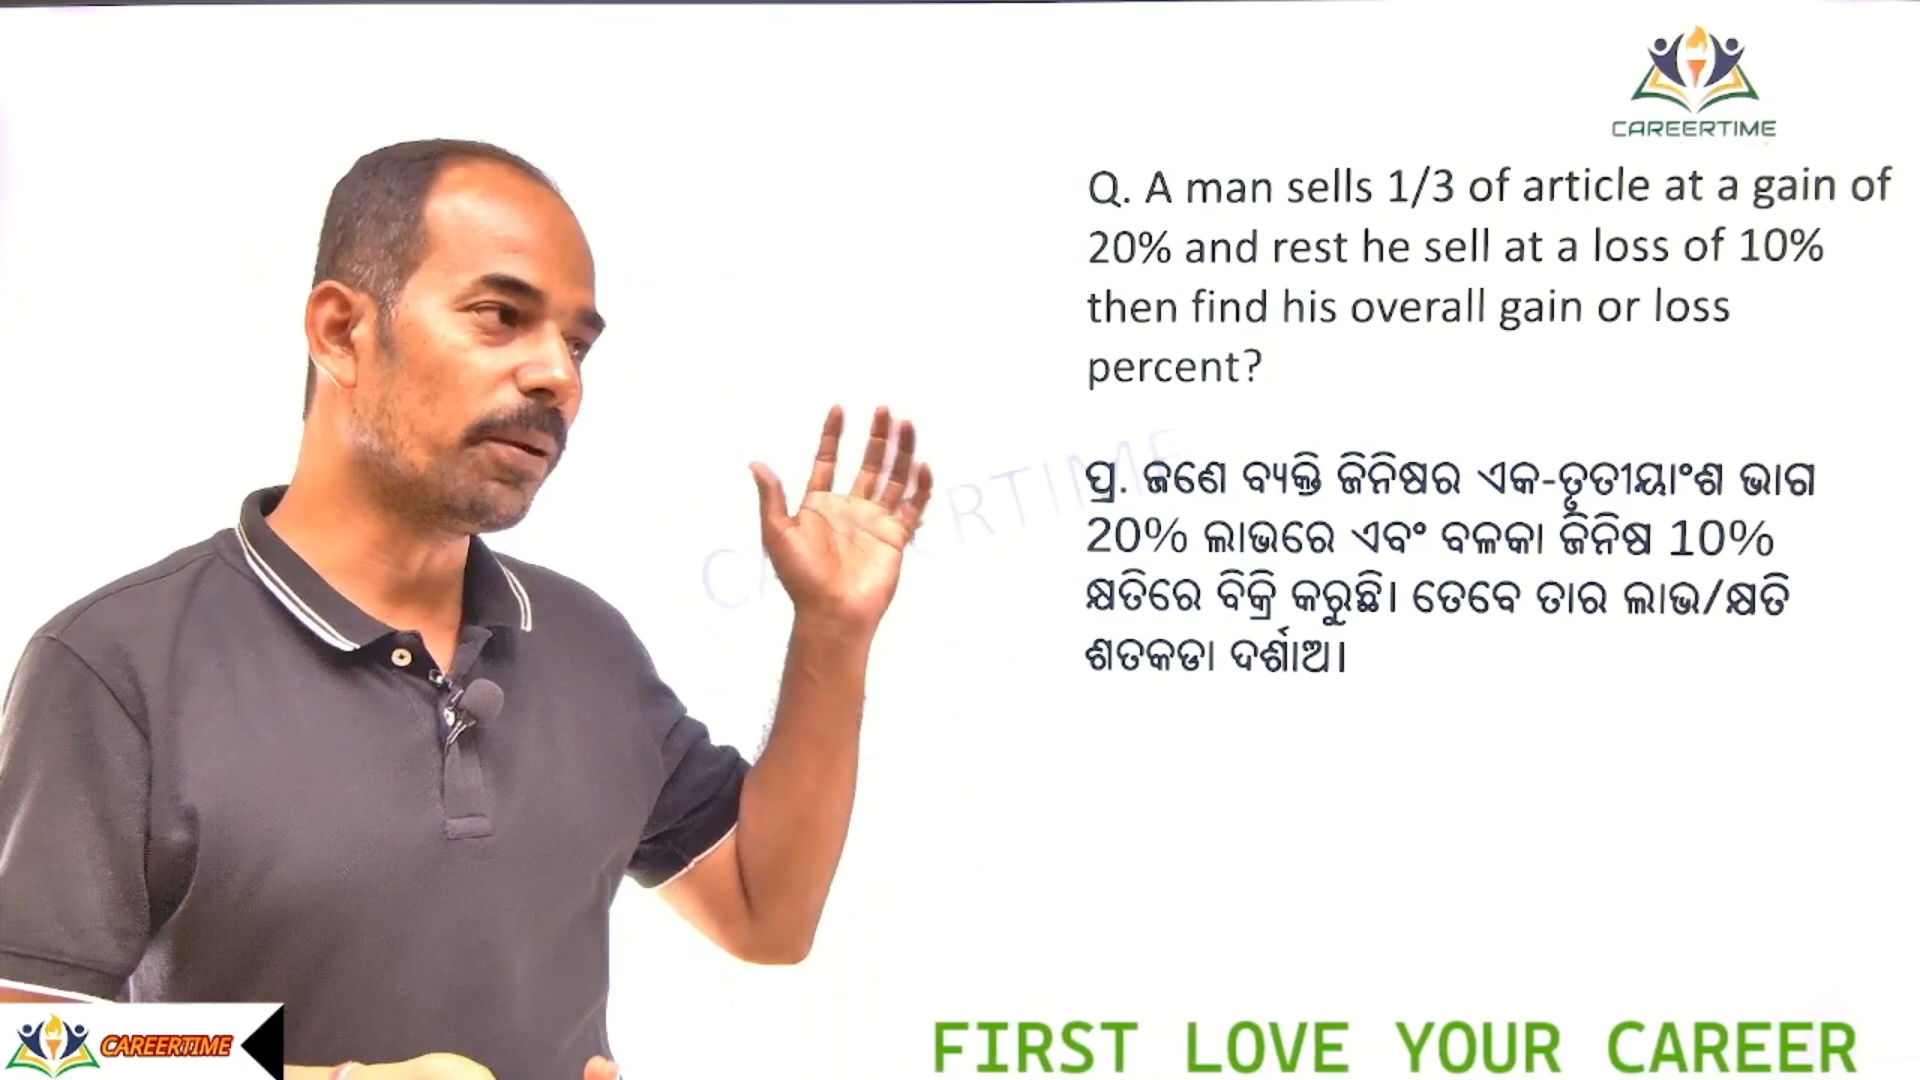 CAREERTIME
Q. A man sells 1/3 of article at a gain of
20% and rest he sell at a loss of 10%
then find his overall gain or loss
percent?
ପ୍ର. ଜଣେ ବ୍ୟକ୍ତି ଜିନିଷର ଏକ-ତୃତୀୟାଂଶ ଭାଗ
20% ଲାଭରେ ଏବଂ ବଳକା ଜିନିଷ 10%
କ୍ଷତିରେ ବିକ୍ରି କରୁଛି। ତେବେ ତାର ଲାଭ/କ୍ଷତି
ଶତକଡା ଦର୍ଶାଅ।
CAREERTIME
CAREERTIME
FIRST LOVE YOUR CAREER